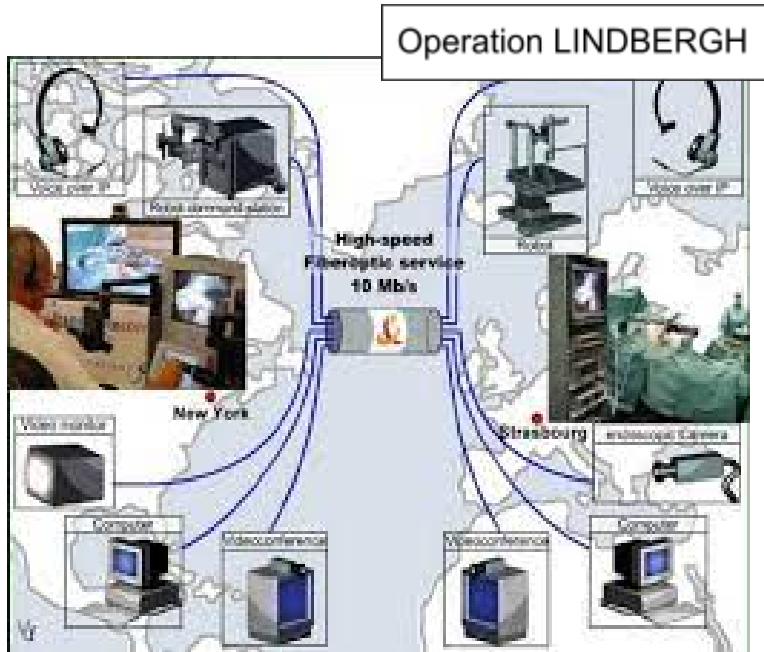 Operation LINDBERGH
Voice over IP
Robot command station
Voice over IP
Robot
High-speed
Fiberoptic service
10 Mb/s
New York
Strasbourg
Video monitor
endoscopic Camera
Computer
Videoconference
Videoconference
Computer